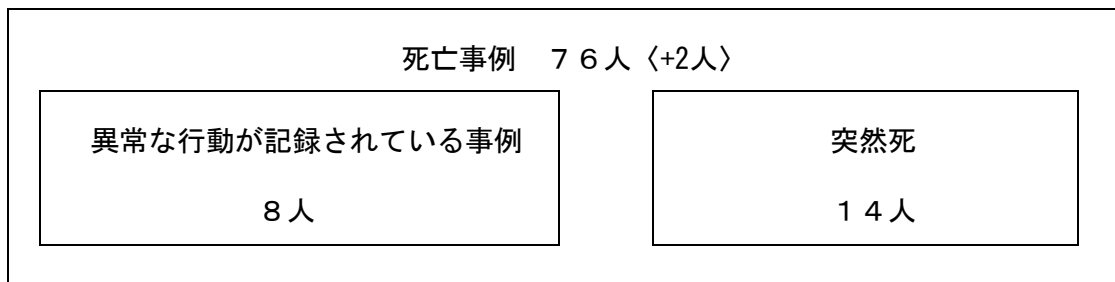 死亡事例　７６人〈+2人〉
異常な行動が記録されている事例
８人
突然死
１４人